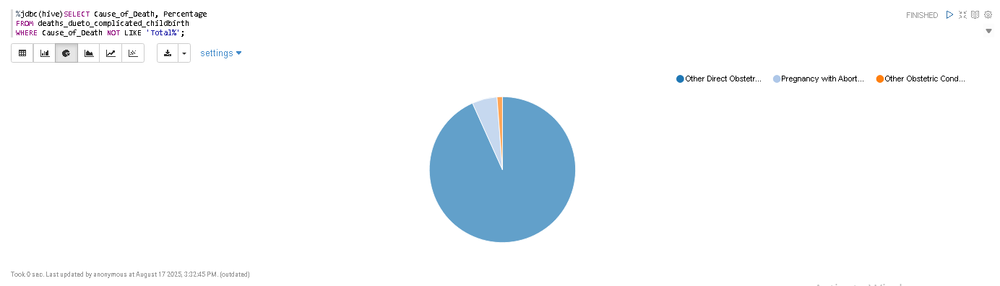 %jdbc(hive)SELECT Cause_of_Death, Percentage
FROM deaths_dueto_complicated_childbirth
WHERE Cause_of_Death NOT LIKE 'Total%';
FINISHED
settings
Other Direct Obstetr... Pregnancy with Abort... Other Obstetric Cond...
Took 0 sec. Last updated by anonymous at August 17 2025, 3:32:45 PM. (outdated)